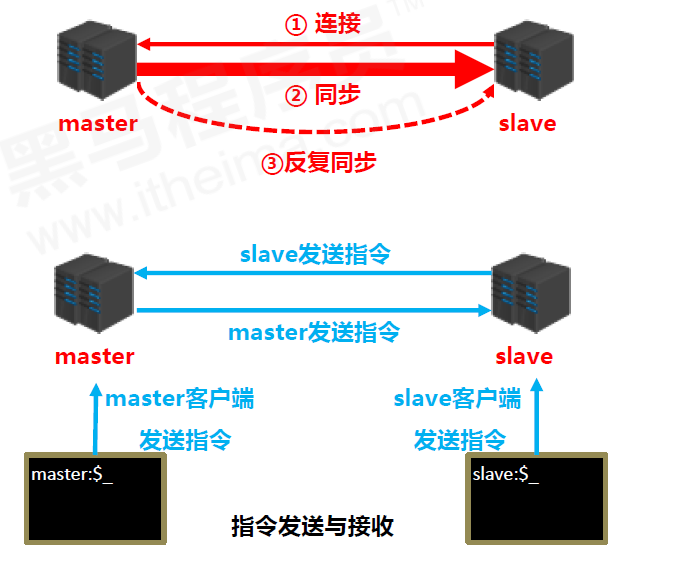 ① 连接
② 同步
master
slave
③反复同步
黑马程序员™
www.itheima.com
slave发送指令
master发送指令
master
slave
master客户端
发送指令
slave客户端
发送指令
master:$_
slave:$_
指令发送与接收